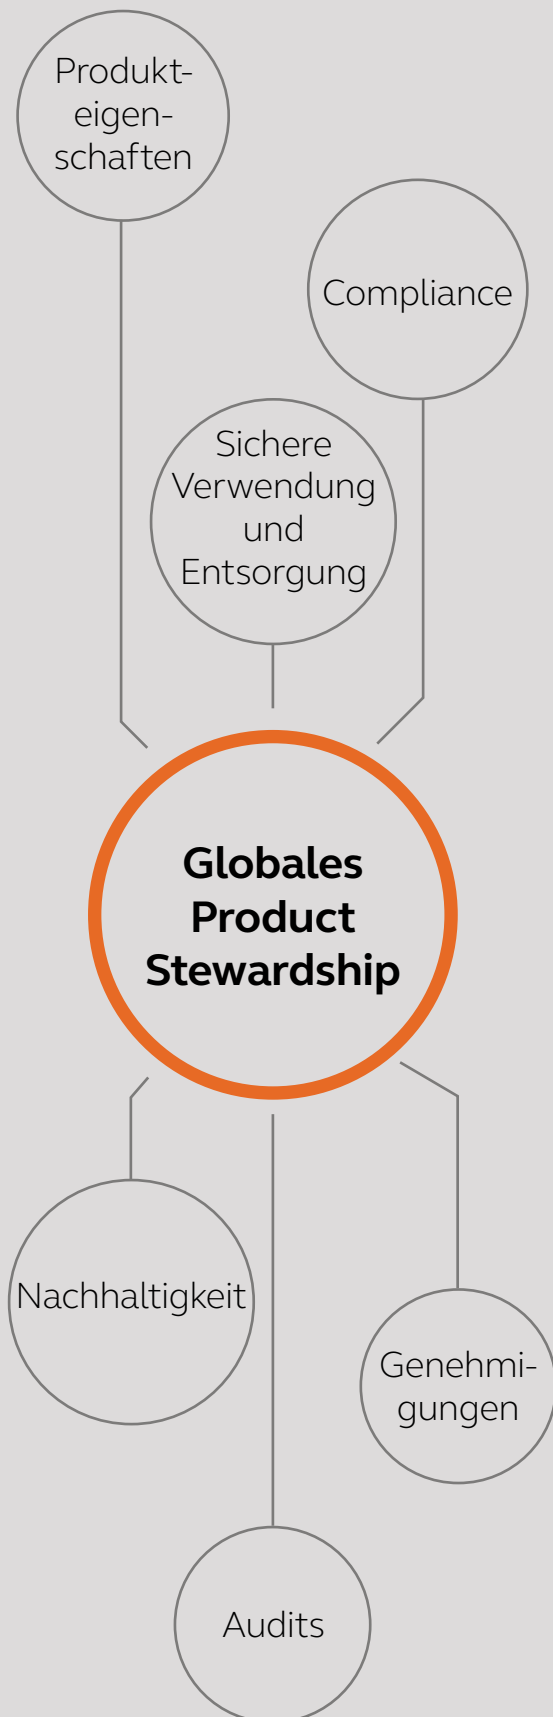 Produkt-
eigen-
schaften
Compliance
Sichere
Verwendung
und
Entsorgung
Globales
Product
Stewardship
Nachhaltigkeit
Genehmi-
gungen
Audits